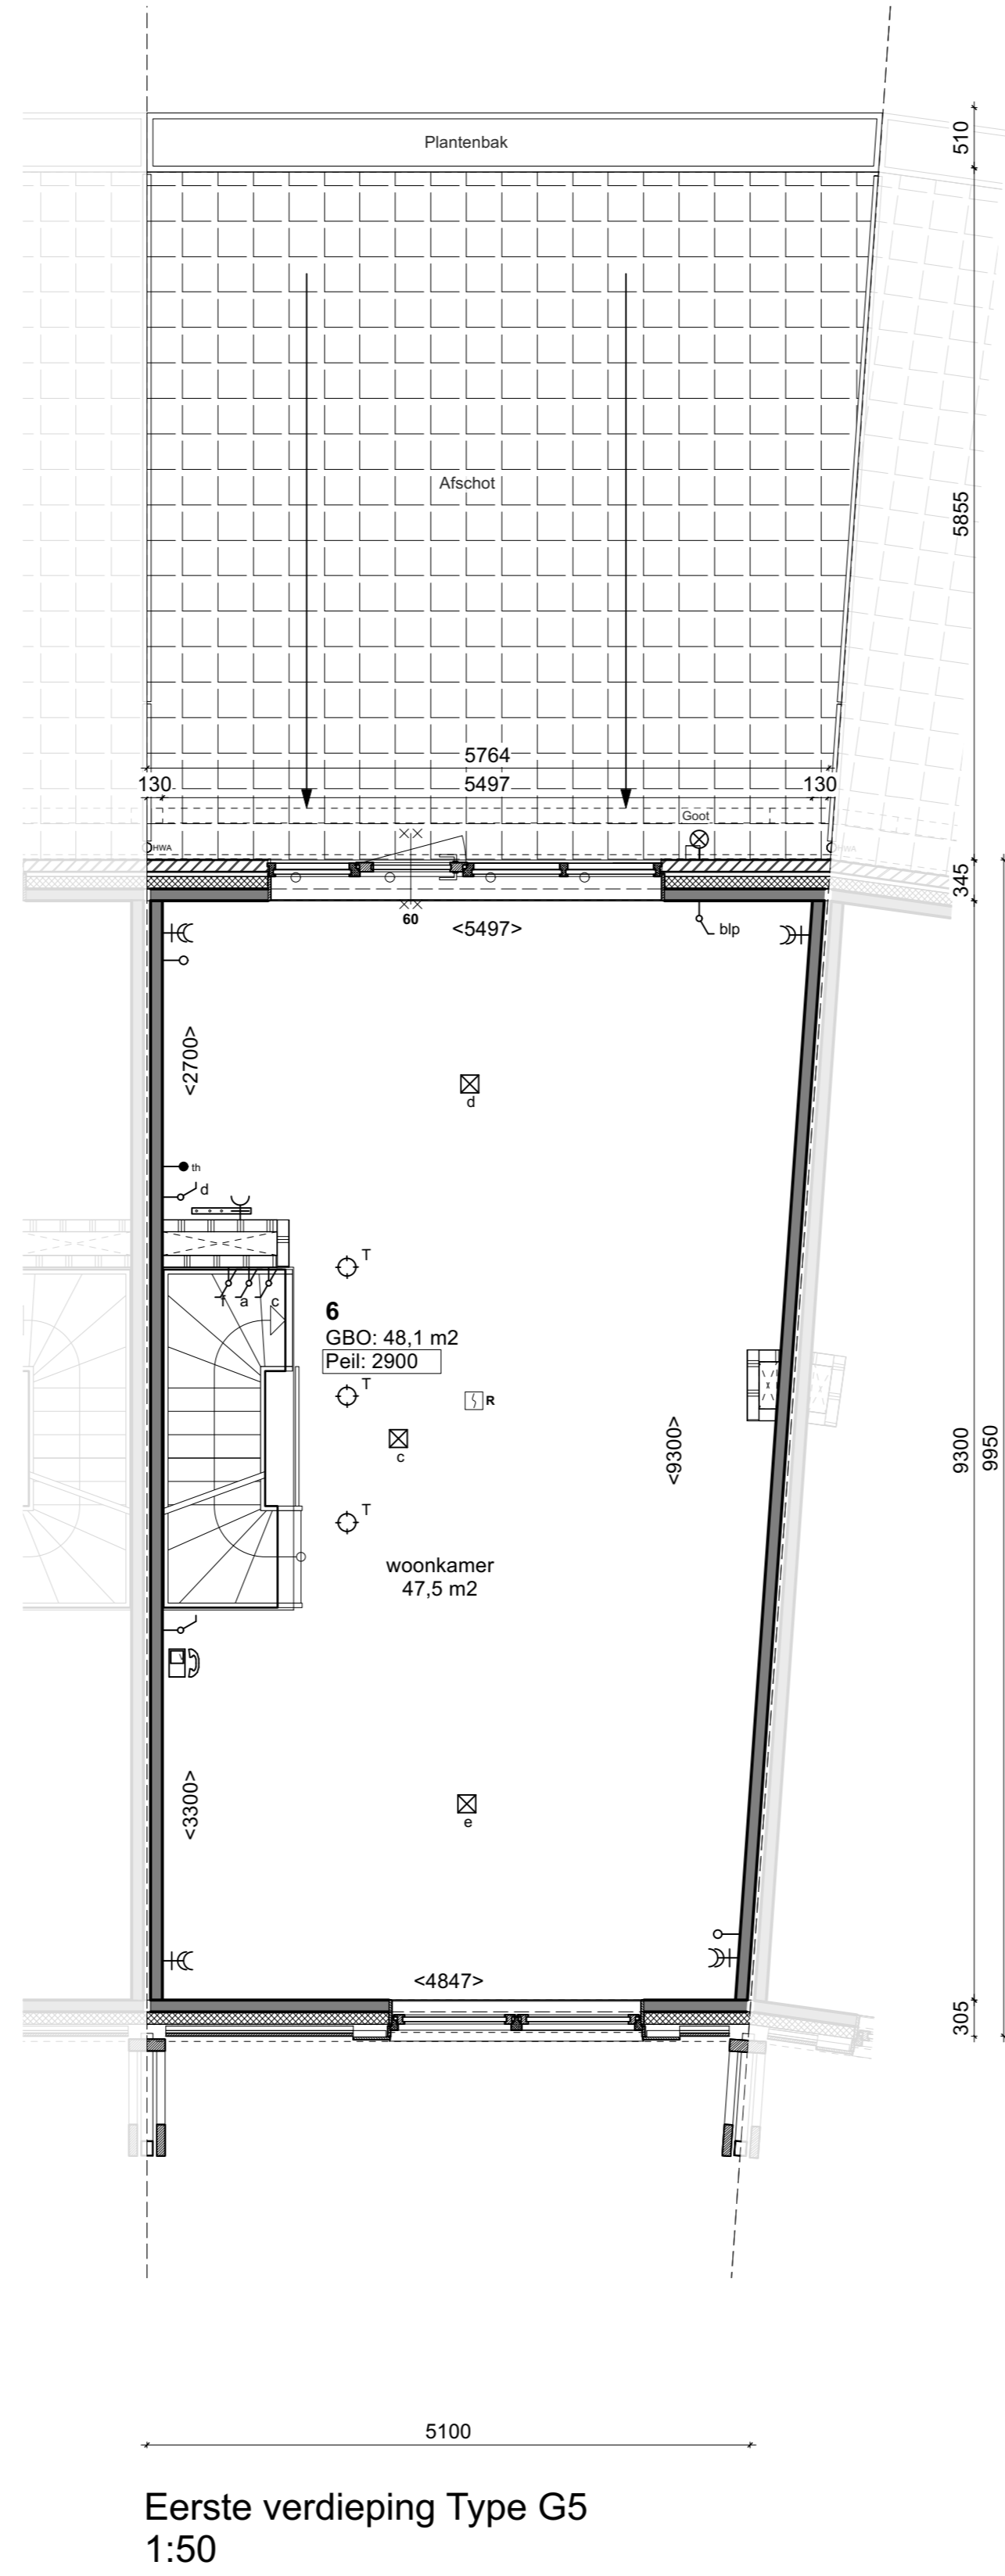 Plantenbak
510
Afschot
5855
5764
130
5497
130
Goot
HWA
HWA
345
60
<5497>
blp
<2700>
d
th
d
T
f
a
c
6
GBO: 48,1 m2
Peil: 2900
T
R
c
<9300>
9300
9950
T
woonkamer
47,5 m2
<3300>
e
<4847>
305
5100
Eerste verdieping Type G5
1:50